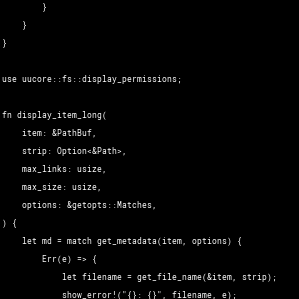 }
    }
}

use uucore::fs::display_permissions;

fn display_item_long(
    item: &PathBuf,
    strip: Option<&Path>,
    max_links: usize,
    max_size: usize,
    options: &getopts::Matches,
) {
    let md = match get_metadata(item, options) {
        Err(e) => {
            let filename = get_file_name(&item, strip);
            show_error!("{}: {}", filename, e);